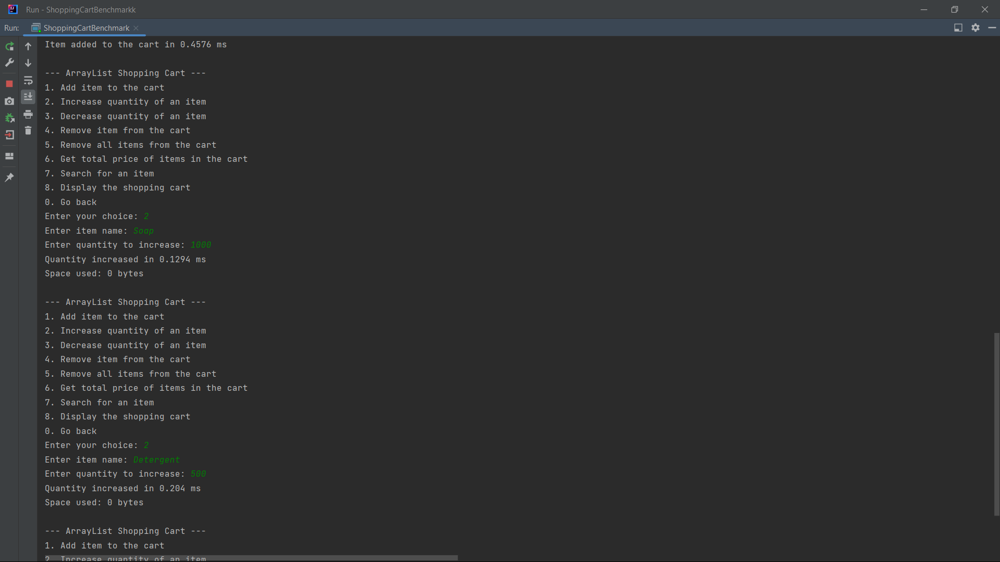 Run - ShoppingCartBenchmarkk
Run: ShoppingCartBenchmark
Item added to the cart in 0.4576 ms
--- ArrayList Shopping Cart ---
1. Add item to the cart
2. Increase quantity of an item
3. Decrease quantity of an item
4. Remove item from the cart
5. Remove all items from the cart
6. Get total price of items in the cart
7. Search for an item
8. Display the shopping cart
0. Go back
Enter your choice: 2
Enter item name: Soap
Enter quantity to increase: 1000
Quantity increased in 0.1294 ms
Space used: 0 bytes
--- ArrayList Shopping Cart ---
1. Add item to the cart
2. Increase quantity of an item
3. Decrease quantity of an item
4. Remove item from the cart
5. Remove all items from the cart
6. Get total price of items in the cart
7. Search for an item
8. Display the shopping cart
0. Go back
Enter your choice: 2
Enter item name: Detergent
Enter quantity to increase: 500
Quantity increased in 0.204 ms
Space used: 0 bytes
--- ArrayList Shopping Cart ---
1. Add item to the cart
2. Increase quantity of an item